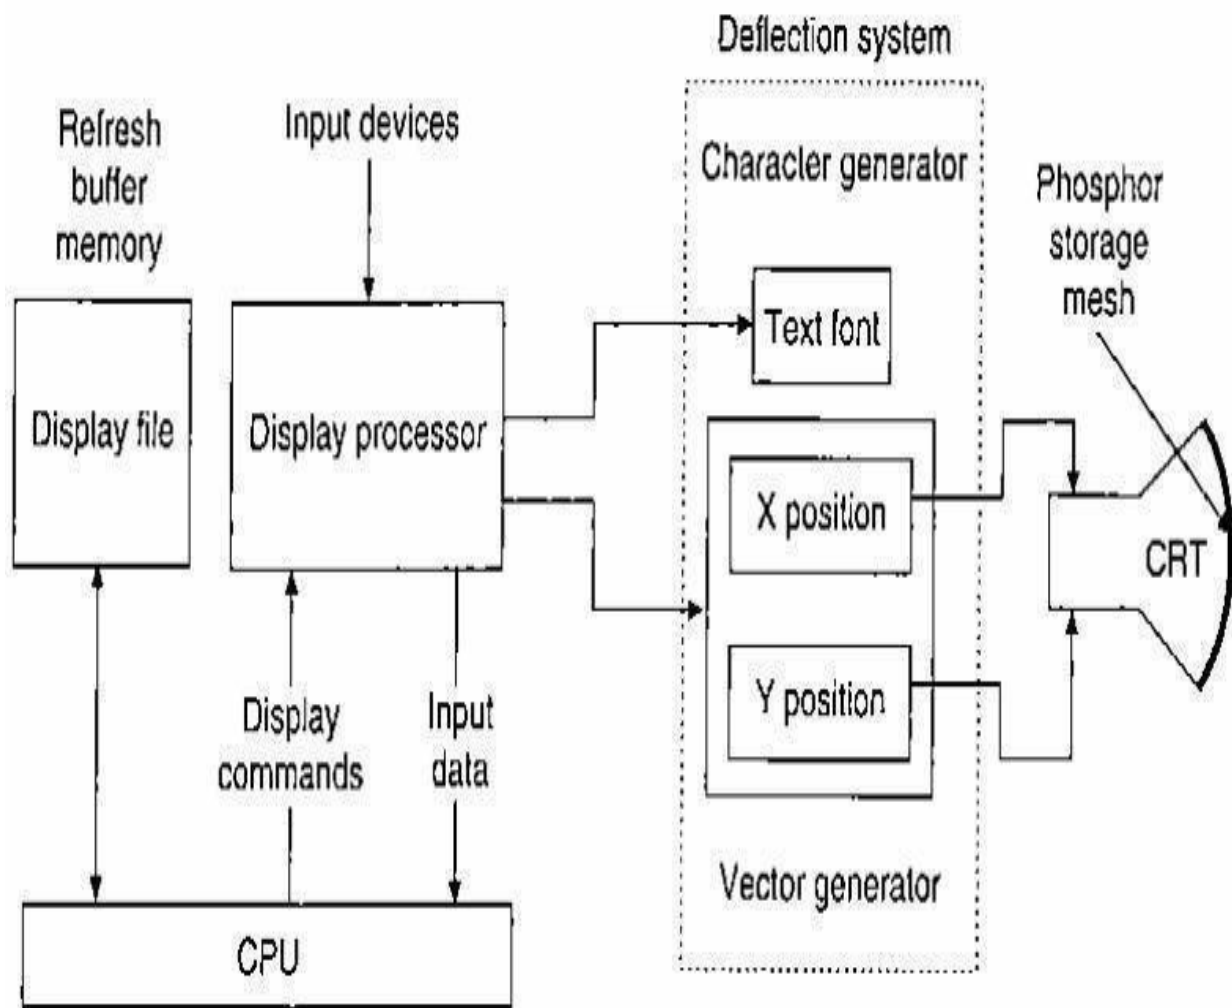 Deflection system
Refresh
buffer
memory
Input devices
Characler generator
Phosphor
storage
mesh
Text font
Display file
Display processor
X position
CRT
Y position
Display
commands
Input
data
Vector generator
CPU